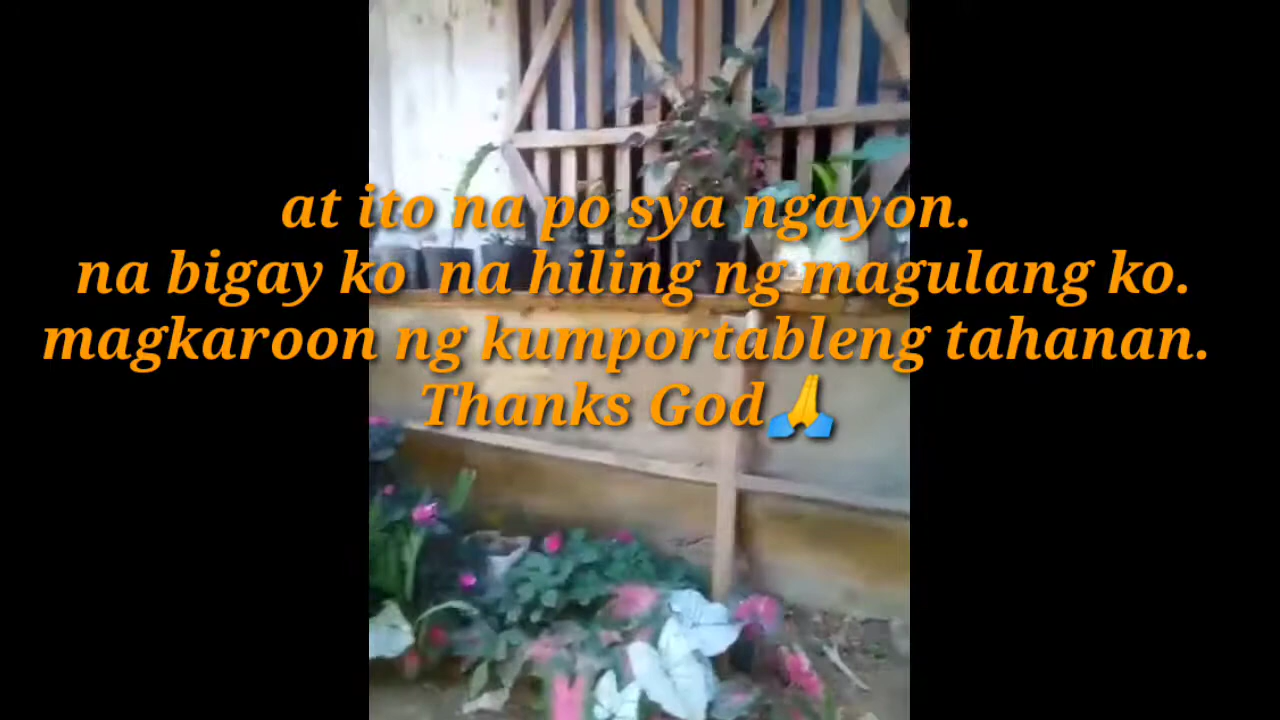 at ito na po sya ngayon.
na bigay ko na hiling ng magulang ko.
magkaroon ng kumportableng tahanan.
Thanks God🙏